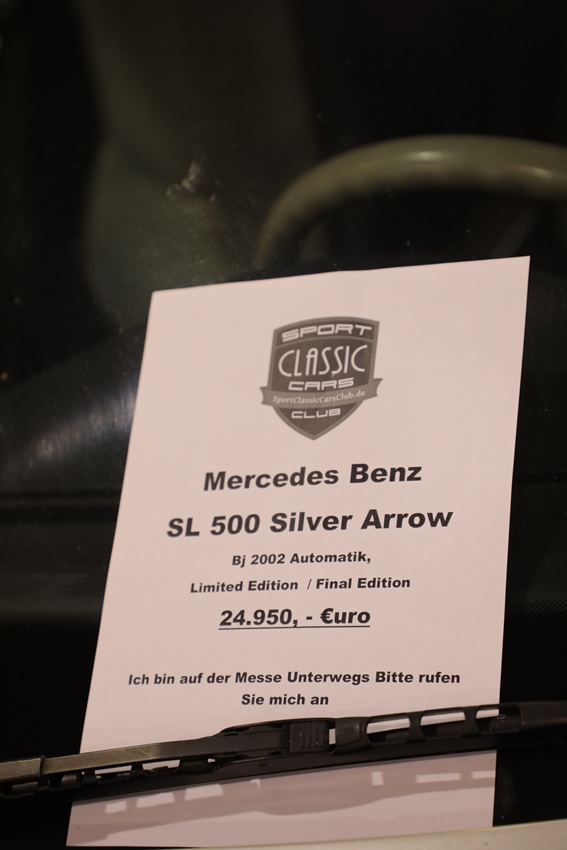 SPORT
CLASSIC
CARS
SportClassicCarsClub.de
CLUB
Mercedes Benz
SL 500 Silver Arrow
Bj 2002 Automatik,
Limited Edition / Final Edition
24.950, - €uro
Ich bin auf der Messe Unterwegs Bitte rufen
Sie mich an